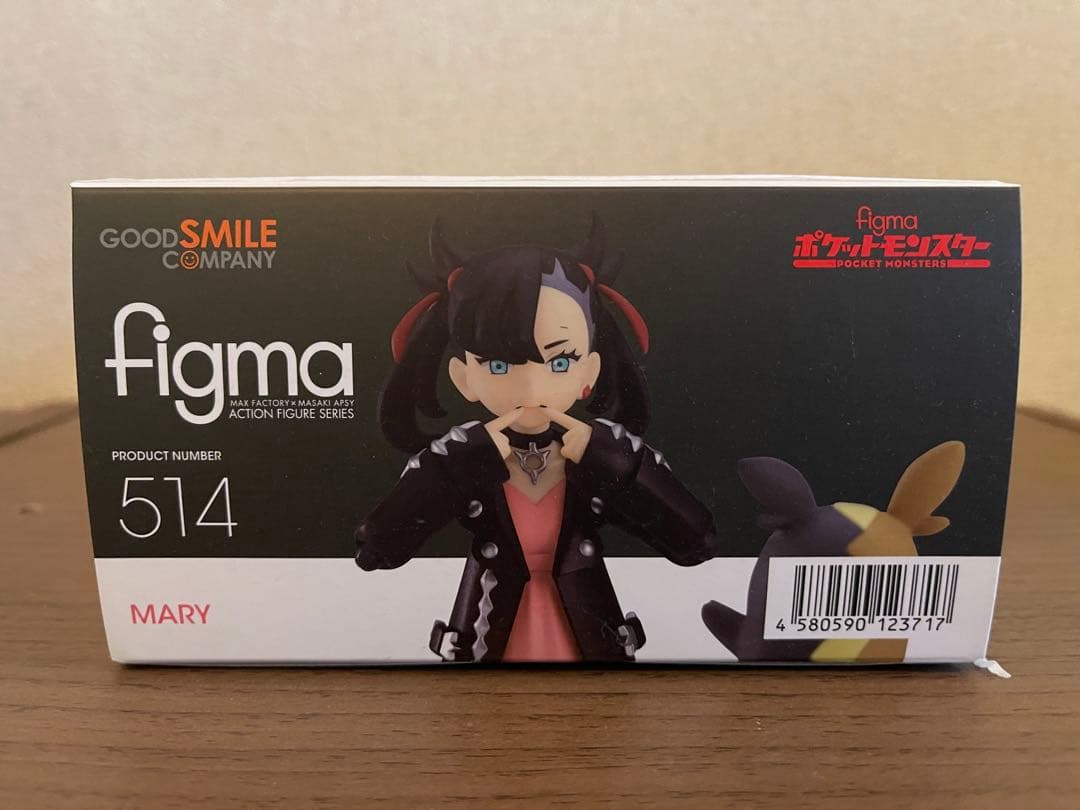 GOOD SMILE
COMPANY
figma
MAX FACTORY × MASAKI APSY
ACTION FIGURE SERIES
PRODUCT NUMBER
514
MARY
figma
ポケットモンスター
POCKET MONSTERS
4 580590 123717